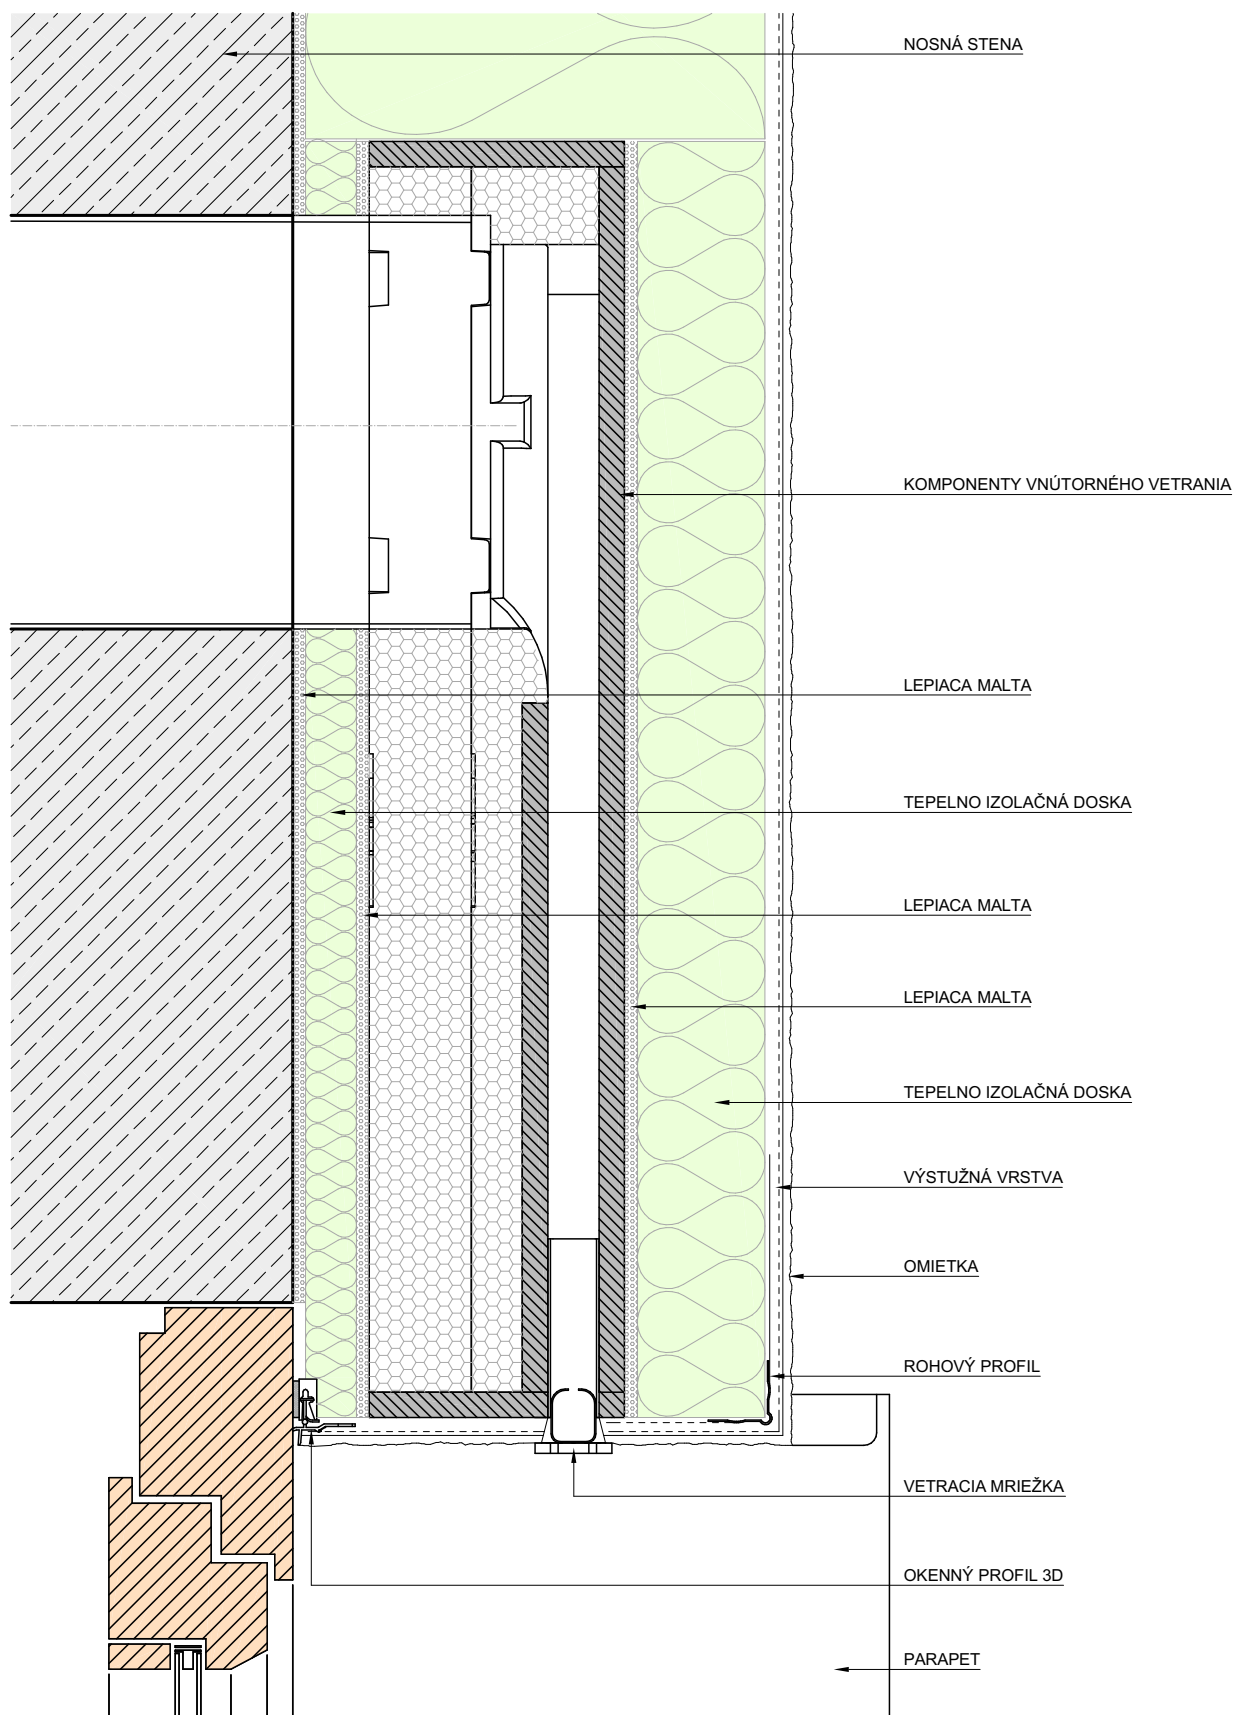 NOSNÁ STENA
KOMPONENTY VNÚTORNÉHO VETRANIA
LEPIACA MALTA
TEPELNO IZOLAČNÁ DOSKA
LEPIACA MALTA
LEPIACA MALTA
TEPELNO IZOLAČNÁ DOSKA
VÝSTUŽNÁ VRSTVA
OMIETKA
ROHOVÝ PROFIL
VETRACIA MRIEŽKA
OKENNÝ PROFIL 3D
PARAPET